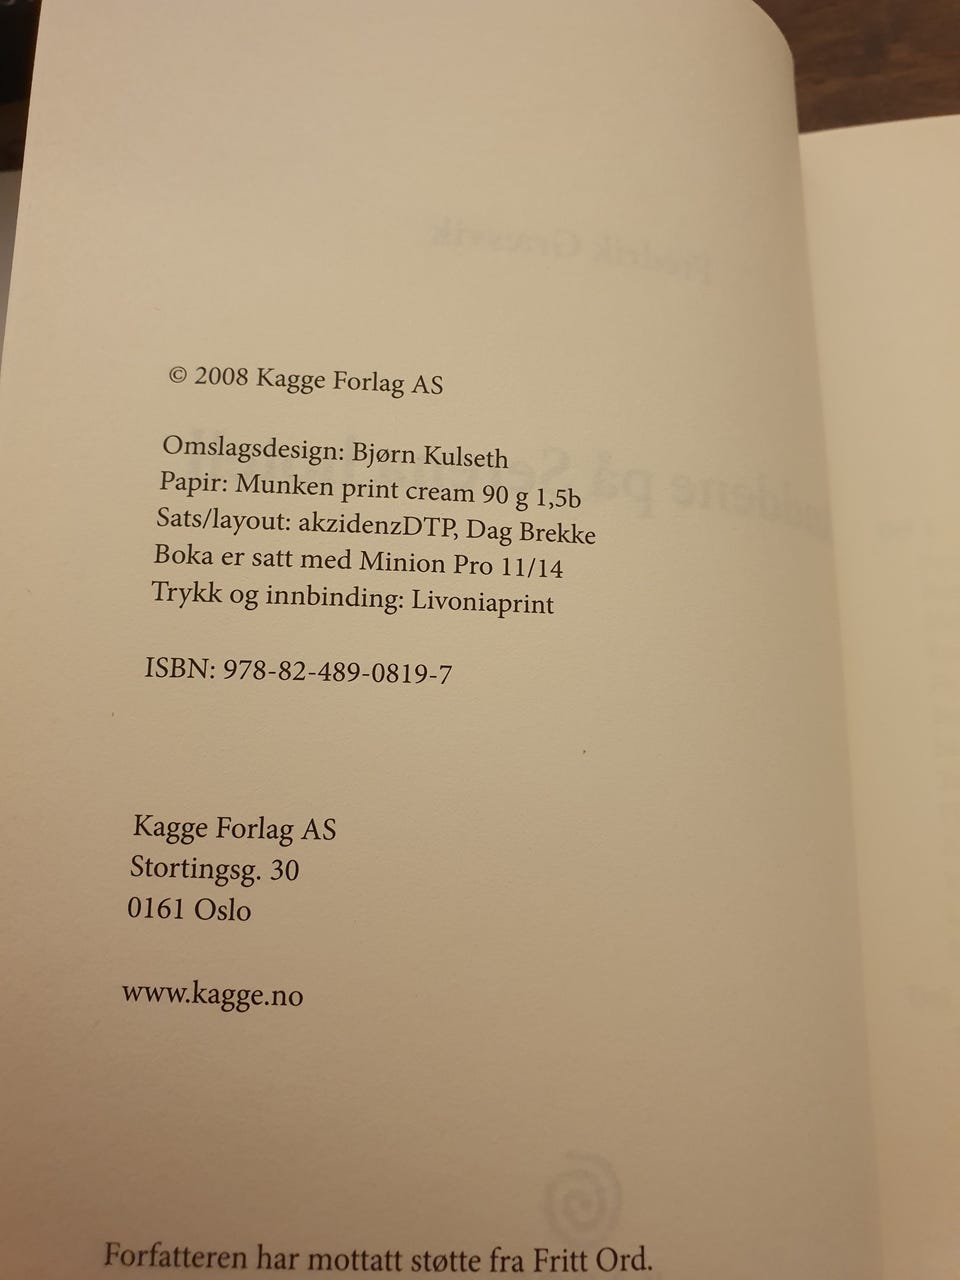 © 2008 Kagge Forlag AS
Omslagsdesign: Bjørn Kulseth
Papir: Munken print cream 90 g 1,5b
Sats/layout: akzidenzDTP, Dag Brekke
Boka er satt med Minion Pro 11/14
Trykk og innbinding: Livoniaprint
ISBN: 978-82-489-0819-7
Kagge Forlag AS
Stortingsg. 30
0161 Oslo
www.kagge.no
Forfatteren har mottatt støtte fra Fritt Ord.